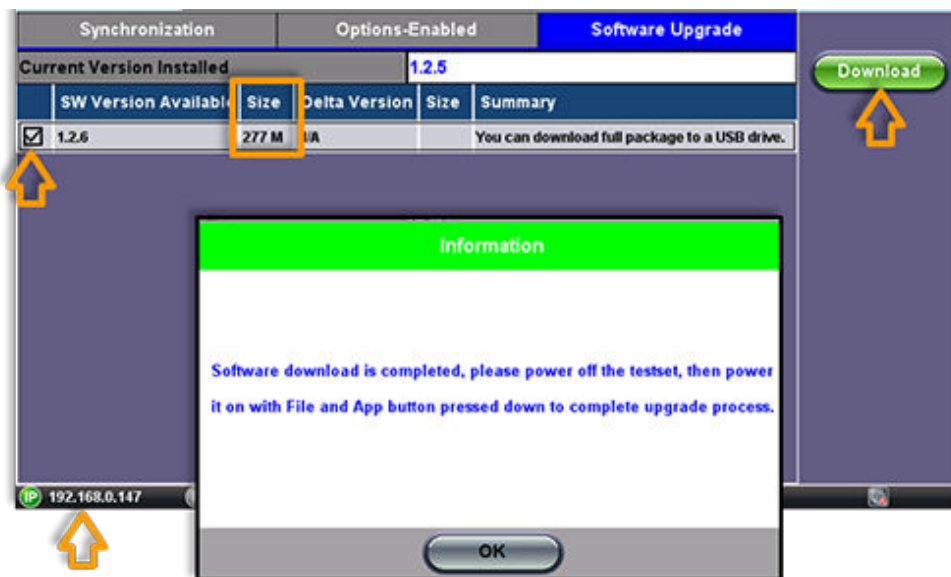 Synchronization
Options-Enabled
Software Upgrade
Current Version Installed 1.2.5
Download
SW Version Available Size Delta Version Size Summary
1.2.6 277 M You can download full package to a USB drive.
Information
Software download is completed, please power off the testset, then power
it on with File and App button pressed down to complete upgrade process.
IP 192.168.0.147
OK